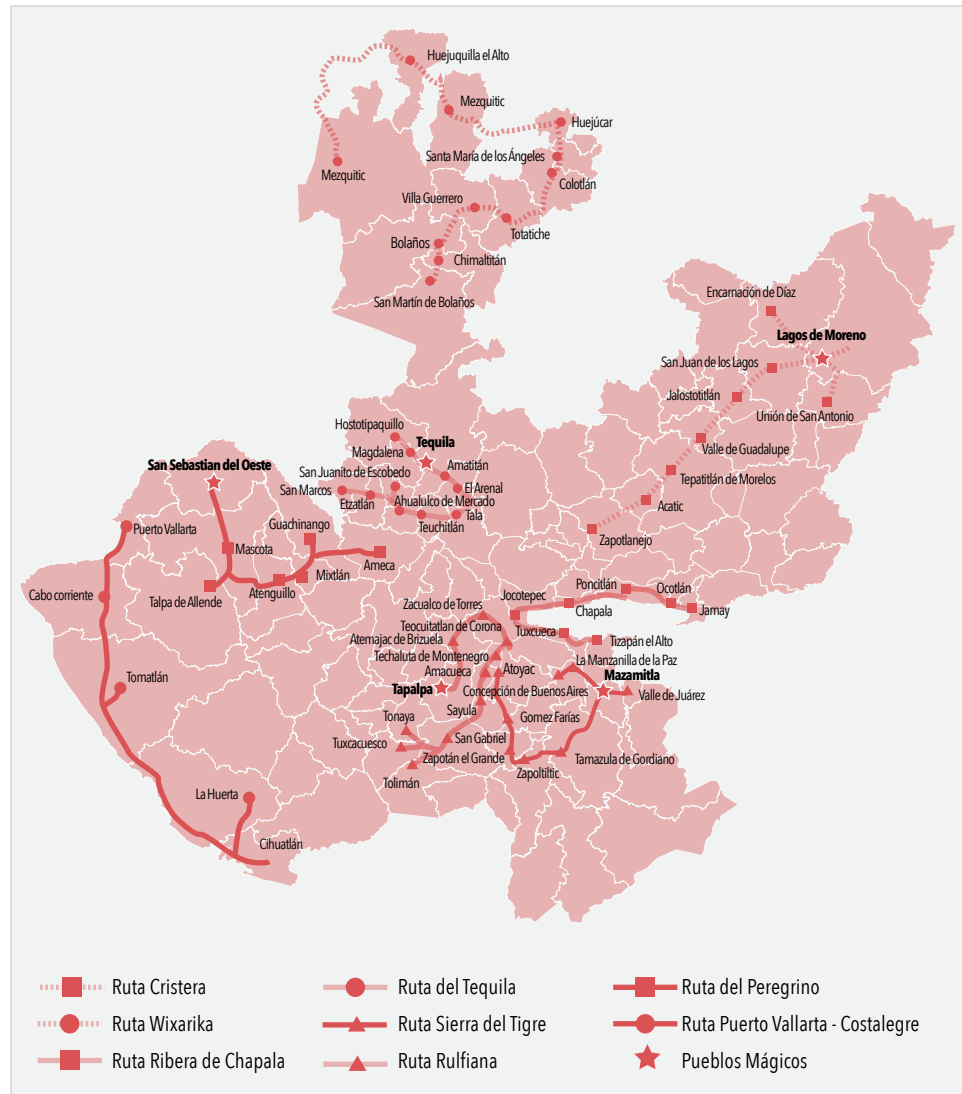 Huejuquilla el Alto
Mezquitic
Huejúcar
Santa María de los Ángeles
Mezquitic
Colotlán
Villa Guerrero
Totatiche
Bolaños
Chimaltitán
San Martín de Bolaños
Encarnación de Díaz
Lagos de Moreno
San Juan de los Lagos
Jalostotitlán
Unión de San Antonio
Hostotipaquillo
Tequila
Valle de Guadalupe
Magdalena
San Sebastian del Oeste
Amatitán
San Juanito de Escobedo
Tepatitlán de Morelos
San Marcos
El Arenal
Etzatlán
Ahualulco de Mercado
Acatic
Tala
Teuchitlán
Guachinango
Puerto Vallarta
Zapotlanejo
Mascota
Ameca
Mixtlán
Atenguillo
Poncitlán
Ocotlán
Cabo corriente
Talpa de Allende
Jocotepec
Zacualco de Torres
Chapala
Jamay
Teocuitatlan de Corona
Tuxcueca
Atemajac de Brizuela
Tizapán el Alto
Techaluta de Montenegro
La Manzanilla de la Paz
Atoyac
Amacueca
Mazamitla
Tomatlán
Tapalpa
Concepción de Buenos Aires
Valle de Juárez
Sayula
Tonaya
Gomez Farías
San Gabriel
Tuxcacuesco
Zapotán el Grande
Tamazula de Gordiano
Zapoltiltic
Tolimán
La Huerta
Cihuatlán
Ruta Cristera
Ruta del Tequila
Ruta del Peregrino
Ruta Wixarika
Ruta Sierra del Tigre
Ruta Puerto Vallarta - Costalegre
Ruta Ribera de Chapala
Ruta Rulfiana
Pueblos Mágicos